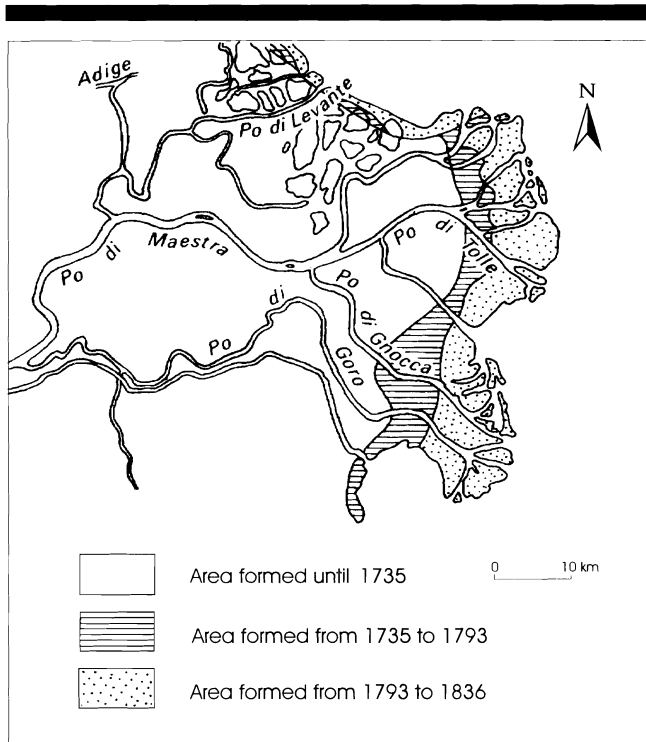 Adige
N
Po di Levante
Po di Maestra
Po di Tolle
Po di Gnocca
Po di Goro
Area formed until 1735
0 10 km
Area formed from 1735 to 1793
Area formed from 1793 to 1836